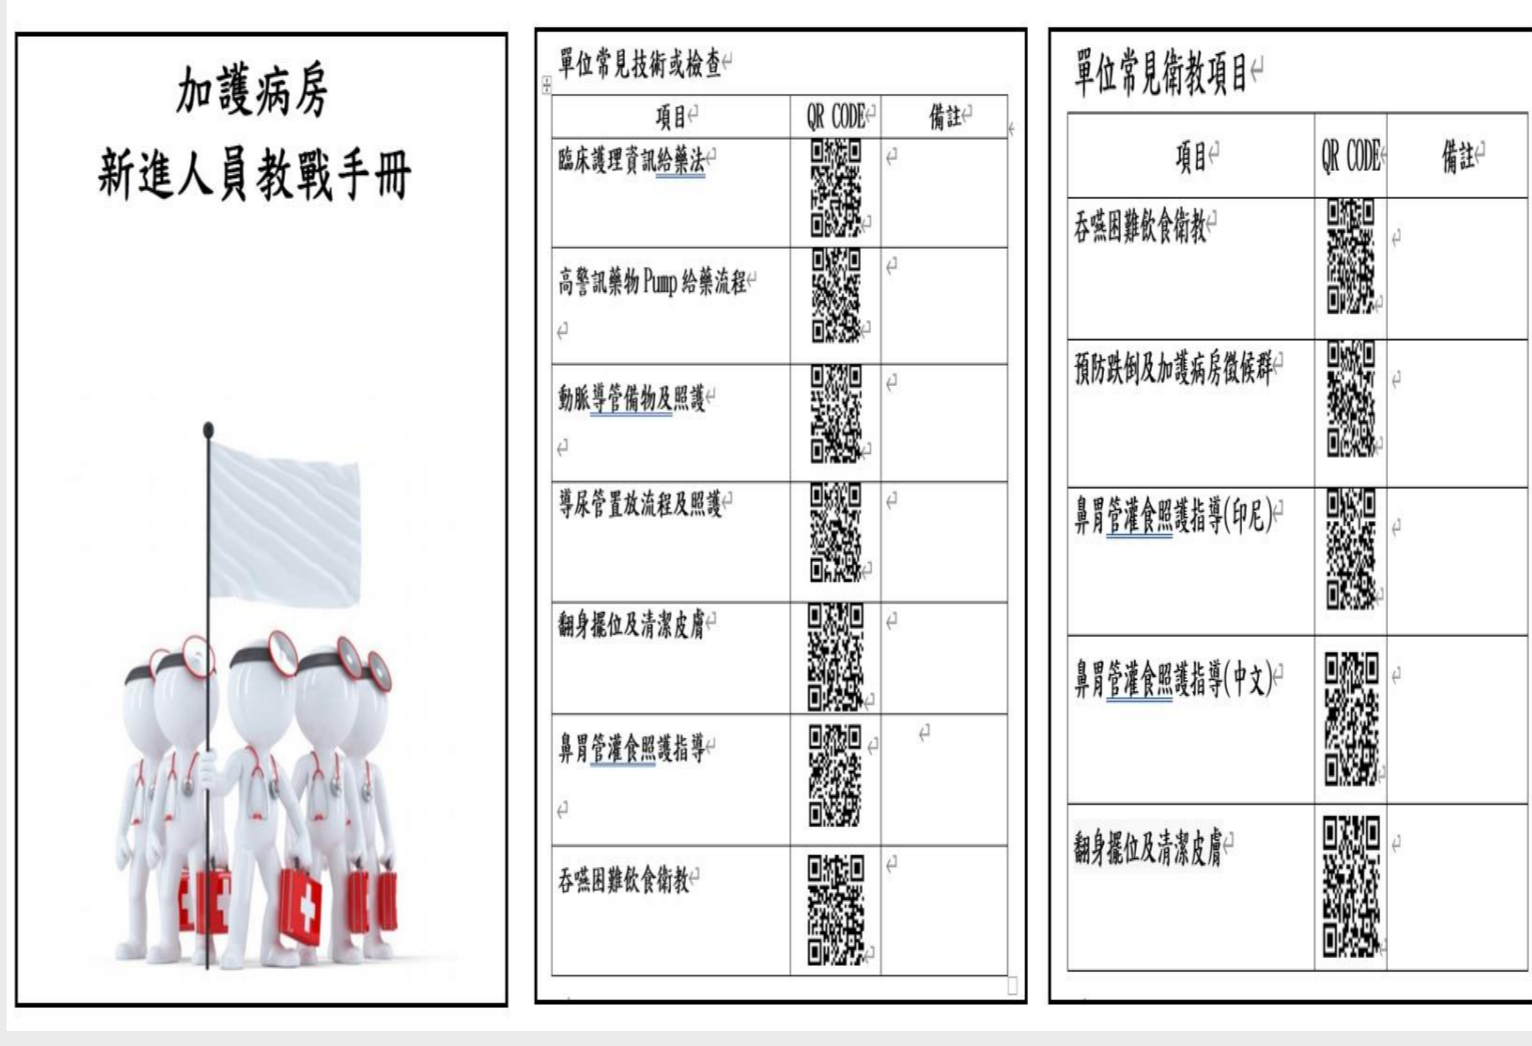 加護病房
新進人員教戰手冊
單位常見技術或檢查
項目 QR CODE 備註
臨床護理資訊給藥法
高警訊藥物 Pump 給藥流程
動脈導管備物及照護
導尿管置放流程及照護
翻身擺位及清潔皮膚
鼻胃管灌食照護指導
吞嚥困難飲食衛教
單位常見衛教項目
項目 QR CODE 備註
吞嚥困難飲食衛教
預防跌倒及加護病房徵候群
鼻胃管灌食照護指導(印尼)
鼻胃管灌食照護指導(中文)
翻身擺位及清潔皮膚